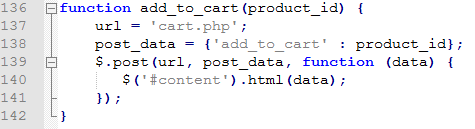 136 function add_to_cart(product_id) {
137 url = 'cart.php';
138 post_data = {'add_to_cart' : product_id};
139 $.post(url, post_data, function (data) {
140 $('#content').html(data);
141 });
142 }